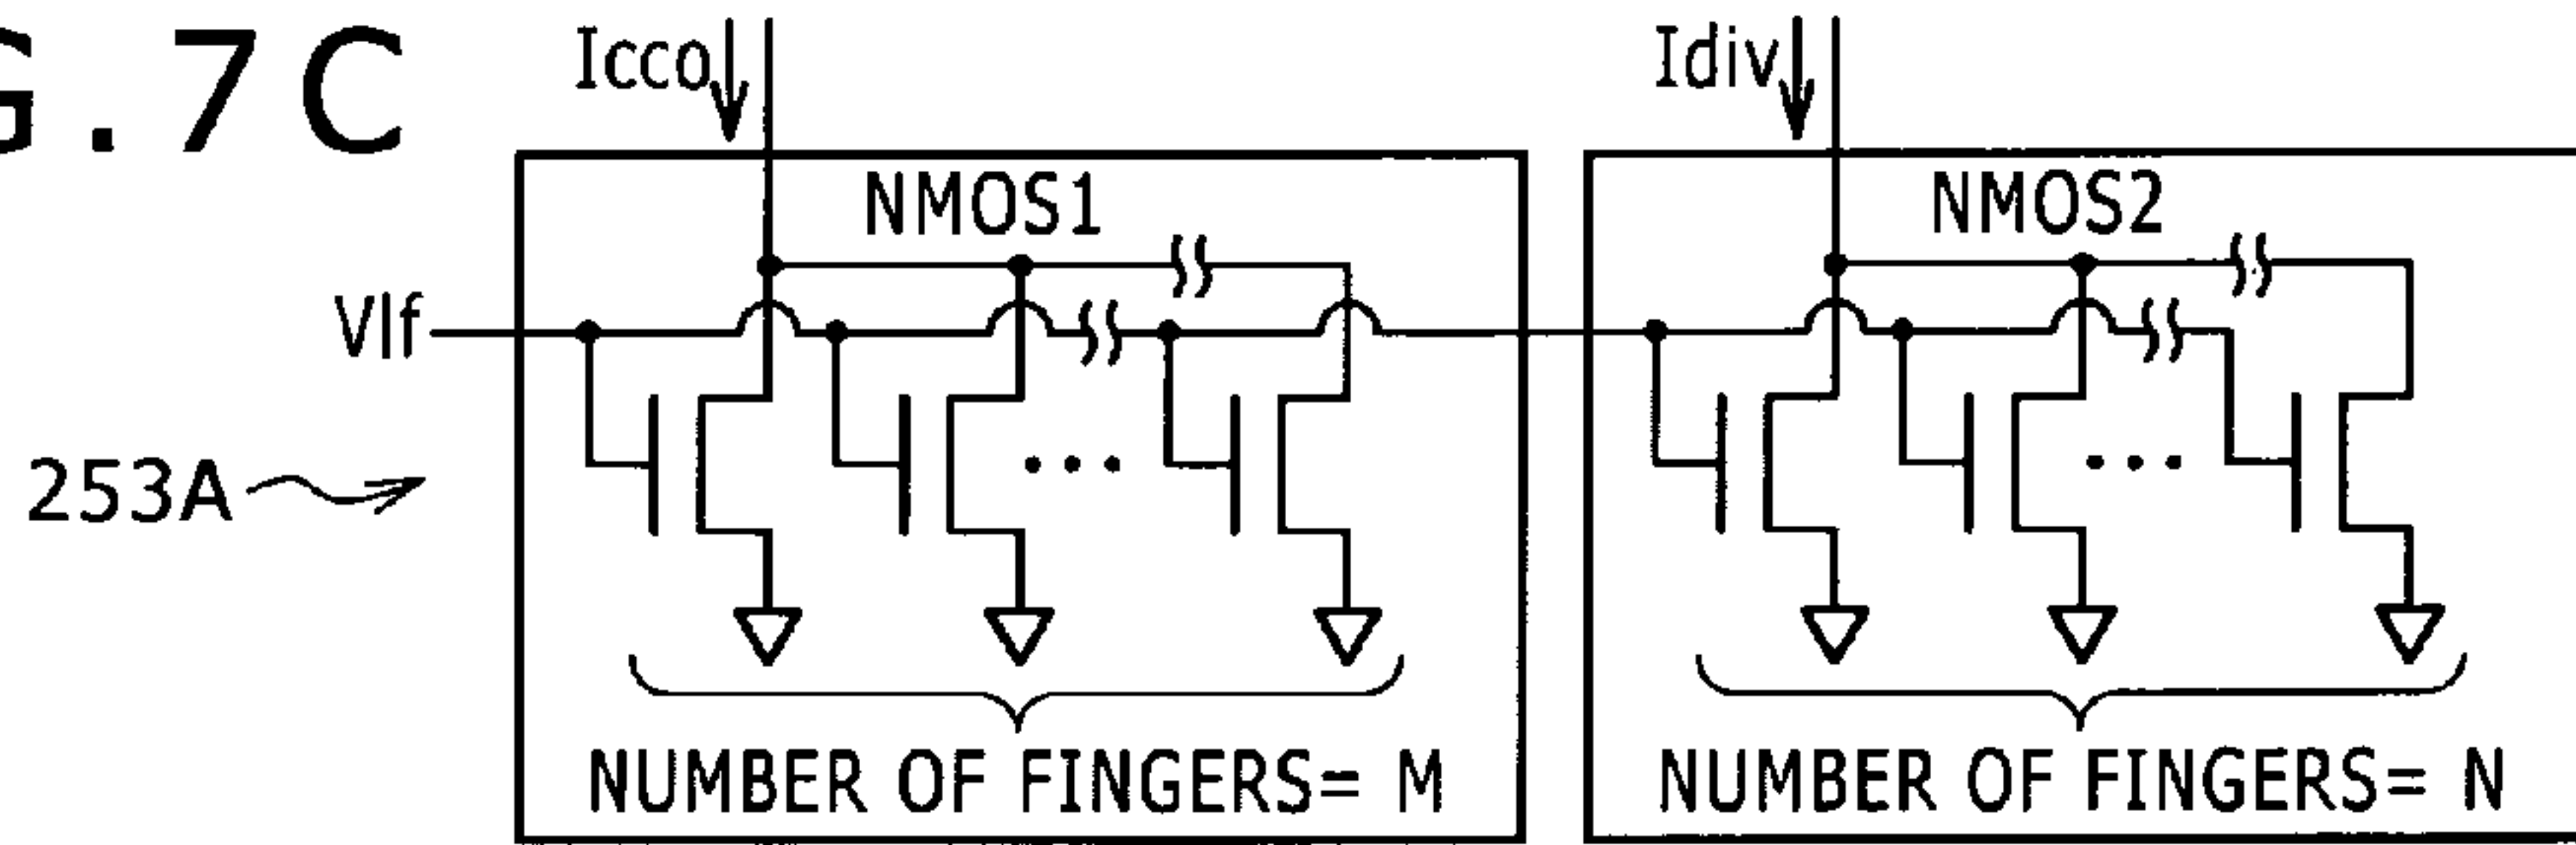 G.7C
Icco
Idiv
NMOS1
NMOS2
Vlf
253A
NUMBER OF FINGERS= M
NUMBER OF FINGERS= N